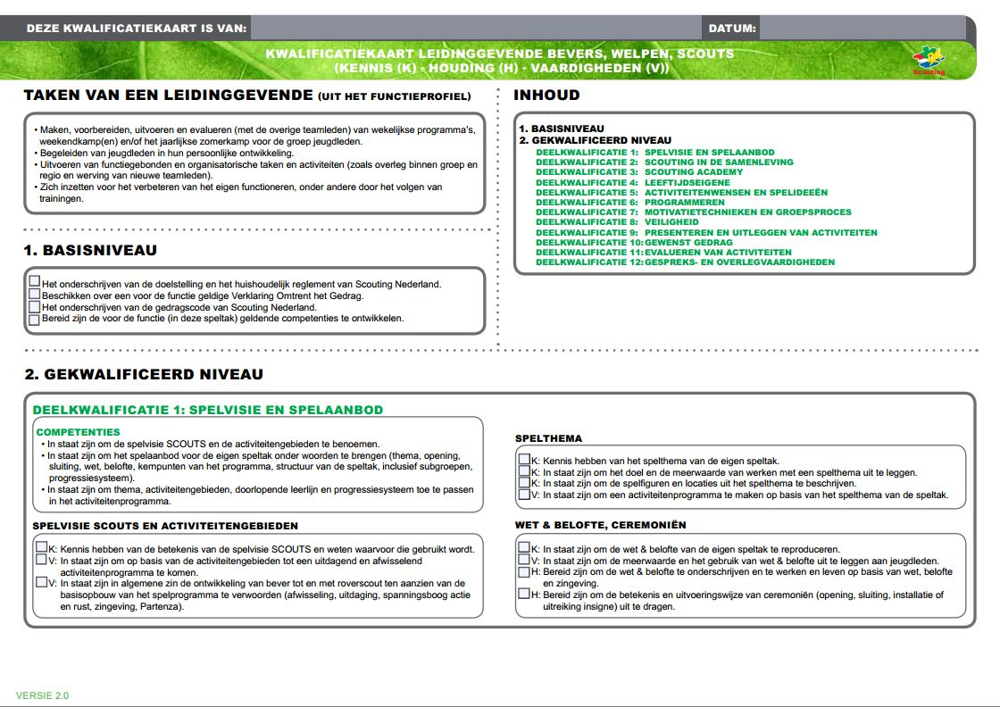 DEZE KWALIFICATIEKAART IS VAN:
DATUM:
KWALIFICATIEKAART LEIDINGGEVENDE BEVERS, WELPEN, SCOUTS
(KENNIS (K) - HOUDING (H) - VAARDIGHEDEN (V))
Scouting
TAKEN VAN EEN LEIDINGGEVENDE (UIT HET FUNCTIEPROFIEL)
• Maken, voorbereiden, uitvoeren en evalueren (met de overige teamleden) van wekelijkse programma's,
weekendkamp(en) en/of het jaarlijkse zomerkamp voor de groep jeugdleden.
• Begeleiden van jeugdleden in hun persoonlijke ontwikkeling.
• Uitvoeren van functiegebonden en organisatorische taken en activiteiten (zoals overleg binnen groep en
regio en werving van nieuwe teamleden).
• Zich inzetten voor het verbeteren van het eigen functioneren, onder andere door het volgen van
trainingen.
1. BASISNIVEAU
Het onderschrijven van de doelstelling en het huishoudelijk reglement van Scouting Nederland.
Beschikken over een voor de functie geldige Verklaring Omtrent het Gedrag.
Het onderschrijven van de gedragscode van Scouting Nederland.
Bereid zijn de voor de functie (in deze speltak) geldende competenties te ontwikkelen.
INHOUD
1. BASISNIVEAU
2. GEKWALIFICEERD NIVEAU
DEELKWALIFICATIE 1: SPELVISIE EN SPELAANBOD
DEELKWALIFICATIE 2: SCOUTING IN DE SAMENLEVING
DEELKWALIFICATIE 3: SCOUTING ACADEMY
DEELKWALIFICATIE 4: LEEFTIJDSEIGENE
DEELKWALIFICATIE 5: ACTIVITEITENWENSEN EN SPELIDEEËN
DEELKWALIFICATIE 6: PROGRAMMEREN
DEELKWALIFICATIE 7: MOTIVATIETECHNIEKEN EN GROEPSPROCES
DEELKWALIFICATIE 8: VEILIGHEID
DEELKWALIFICATIE 9: PRESENTEREN EN UITLEGGEN VAN ACTIVITEITEN
DEELKWALIFICATIE 10: GEWENST GEDRAG
DEELKWALIFICATIE 11: EVALUEREN VAN ACTIVITEITEN
DEELKWALIFICATIE 12: GESPREKS- EN OVERLEGVAARDIGHEDEN
2. GEKWALIFICEERD NIVEAU
DEELKWALIFICATIE 1: SPELVISIE EN SPELAANBOD
COMPETENTIES
• In staat zijn om de spelvisie SCOUTS en de activiteitengebieden te benoemen.
• In staat zijn om het spelaanbod voor de eigen speltak onder woorden te brengen (thema, opening,
sluiting, wet, belofte, kernpunten van het programma, structuur van de speltak, inclusief subgroepen,
progressiesysteem).
• In staat zijn om thema, activiteitengebieden, doorlopende leerlijn en progressiesysteem toe te passen
in het activiteitenprogramma.
SPELVISIE SCOUTS EN ACTIVITEITENGEBIEDEN
K: Kennis hebben van de betekenis van de spelvisie SCOUTS en weten waarvoor die gebruikt wordt.
V: In staat zijn om op basis van de activiteitengebieden tot een uitdagend en afwisselend
activiteitenprogramma te komen.
V: In staat zijn in algemene zin de ontwikkeling van bever tot en met roverscout ten aanzien van de
basisopbouw van het spelprogramma te verwoorden (afwisseling, uitdaging, spanningsboog actie
en rust, zingeving, Partenza).
SPELTHEMA
K: Kennis hebben van het spelthema van de eigen speltak.
K: In staat zijn om het doel en de meerwaarde van werken met een spelthema uit te leggen.
K: In staat zijn om de spelfiguren en locaties uit het spelthema te beschrijven.
V: In staat zijn om een activiteitenprogramma te maken op basis van het spelthema van de speltak.
WET & BELOFTE, CEREMONIËN
K: In staat zijn om de wet & belofte van de eigen speltak te reproduceren.
V: In staat zijn om de meerwaarde en het gebruik van wet & belofte uit te leggen aan jeugdleden.
H: Bereid zijn om de wet & belofte te onderschrijven en te werken en leven op basis van wet, belofte
en zingeving.
H: Bereid zijn om de betekenis en uitvoeringswijze van ceremoniën (opening, sluiting, installatie of
uitreiking insigne) uit te dragen.
VERSIE 2.0